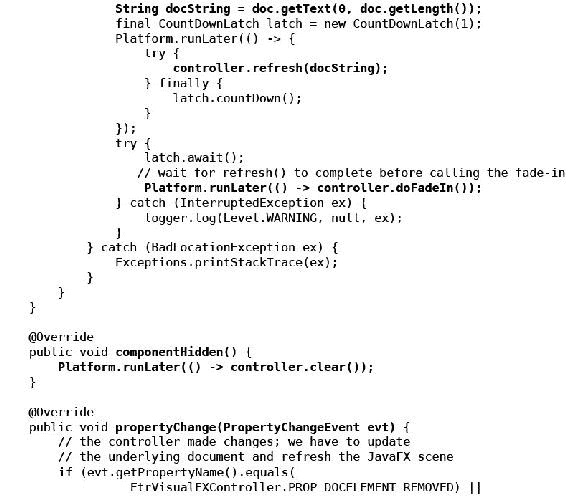 String docString = doc.getText(0, doc.getLength());
final CountDownLatch latch = new CountDownLatch(1);
Platform.runLater(() -> {
try {
controller.refresh(docString);
} finally {
latch.countDown();
}
});
try {
latch.await();
// wait for refresh() to complete before calling the fade-in
Platform.runLater(() -> controller.doFadeIn());
} catch (InterruptedException ex) {
logger.log(Level.WARNING, null, ex);
}
} catch (BadLocationException ex) {
Exceptions.printStackTrace(ex);
}
}
}
@Override
public void componentHidden() {
Platform.runLater(() -> controller.clear());
}
@Override
public void propertyChange(PropertyChangeEvent evt) {
// the controller made changes; we have to update
// the underlying document and refresh the JavaFX scene
if (evt.getPropertyName().equals(
FtrVisualFXController.PROP_DOCELEMENT_REMOVED) ||